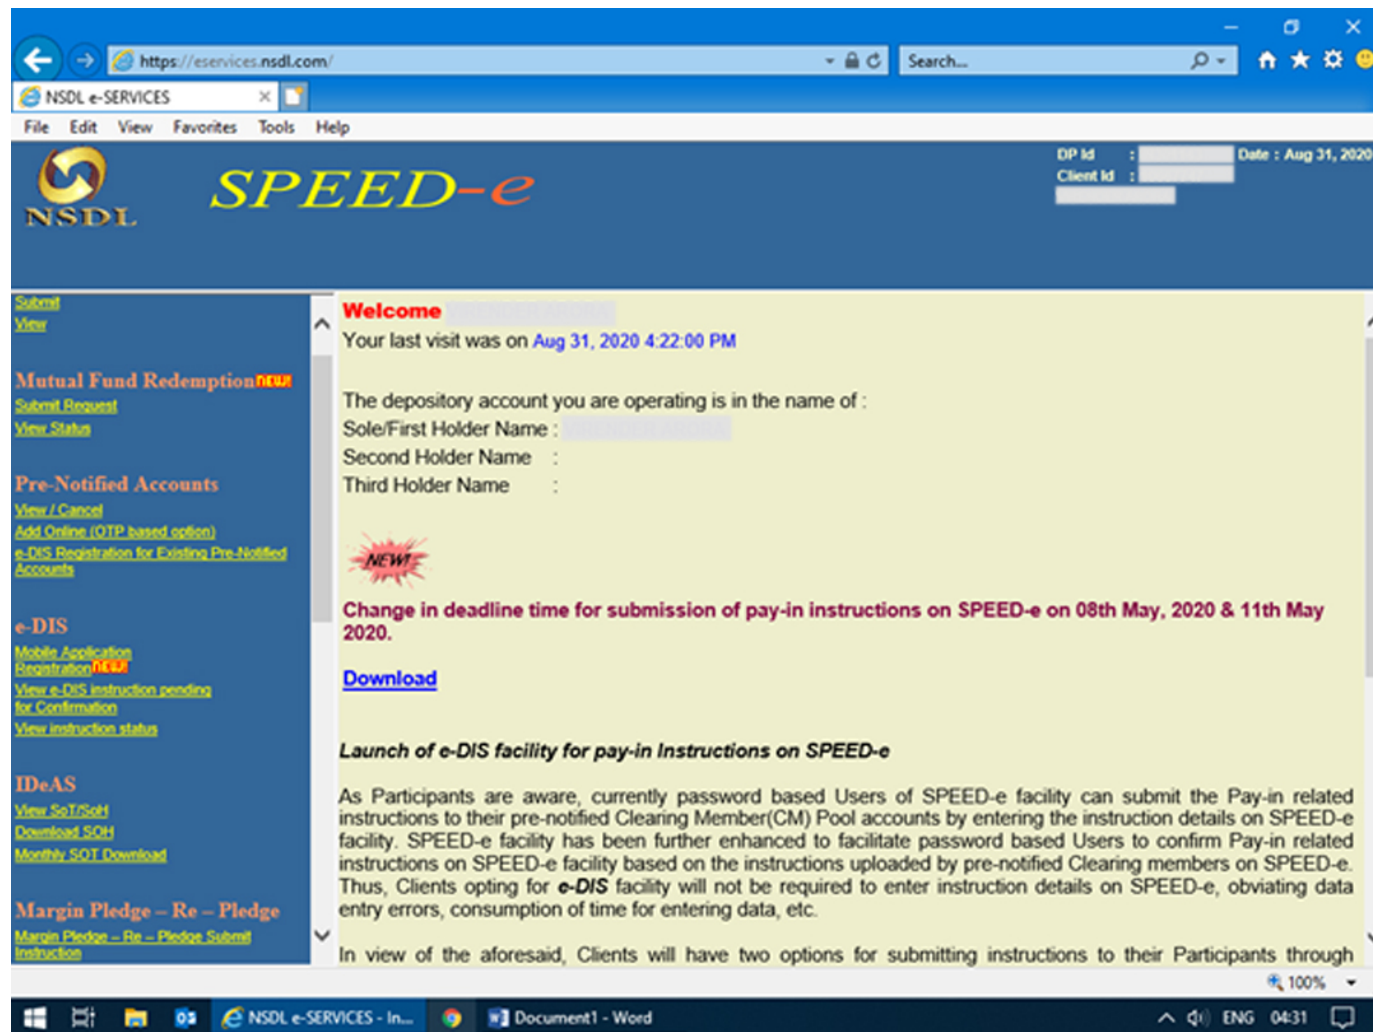 https://eservices.nsdl.com/
Search...
NSDL e-SERVICES
File Edit View Favorites Tools Help
NSDL
SPEED-e
DP Id :
Date : Aug 31, 2020
Client Id :
Submit
View
Mutual Fund Redemption NEW!
Submit Request
View Status
Pre-Notified Accounts
View / Cancel
Add Online (OTP based option)
e-DIS Registration for Existing Pre-Notified
Accounts
e-DIS
Mobile Application
Registration NEW!
View e-DIS instruction pending
for Confirmation
View instruction status
IDeAS
View SoT/SoH
Download SOH
Monthly SOT Download
Margin Pledge – Re – Pledge
Margin Pledge – Re – Pledge Submit
Instruction
Welcome
Your last visit was on Aug 31, 2020 4:22:00 PM
The depository account you are operating is in the name of :
Sole/First Holder Name :
Second Holder Name :
Third Holder Name :
NEW!
Change in deadline time for submission of pay-in instructions on SPEED-e on 08th May, 2020 & 11th May
2020.
Download
Launch of e-DIS facility for pay-in Instructions on SPEED-e
As Participants are aware, currently password based Users of SPEED-e facility can submit the Pay-in related
instructions to their pre-notified Clearing Member(CM) Pool accounts by entering the instruction details on SPEED-e
facility. SPEED-e facility has been further enhanced to facilitate password based Users to confirm Pay-in related
instructions on SPEED-e facility based on the instructions uploaded by pre-notified Clearing members on SPEED-e.
Thus, Clients opting for e-DIS facility will not be required to enter instruction details on SPEED-e, obviating data
entry errors, consumption of time for entering data, etc.
In view of the aforesaid, Clients will have two options for submitting instructions to their Participants through
100%
NSDL e-SERVICES - In...
Document1 - Word
ENG 04:31